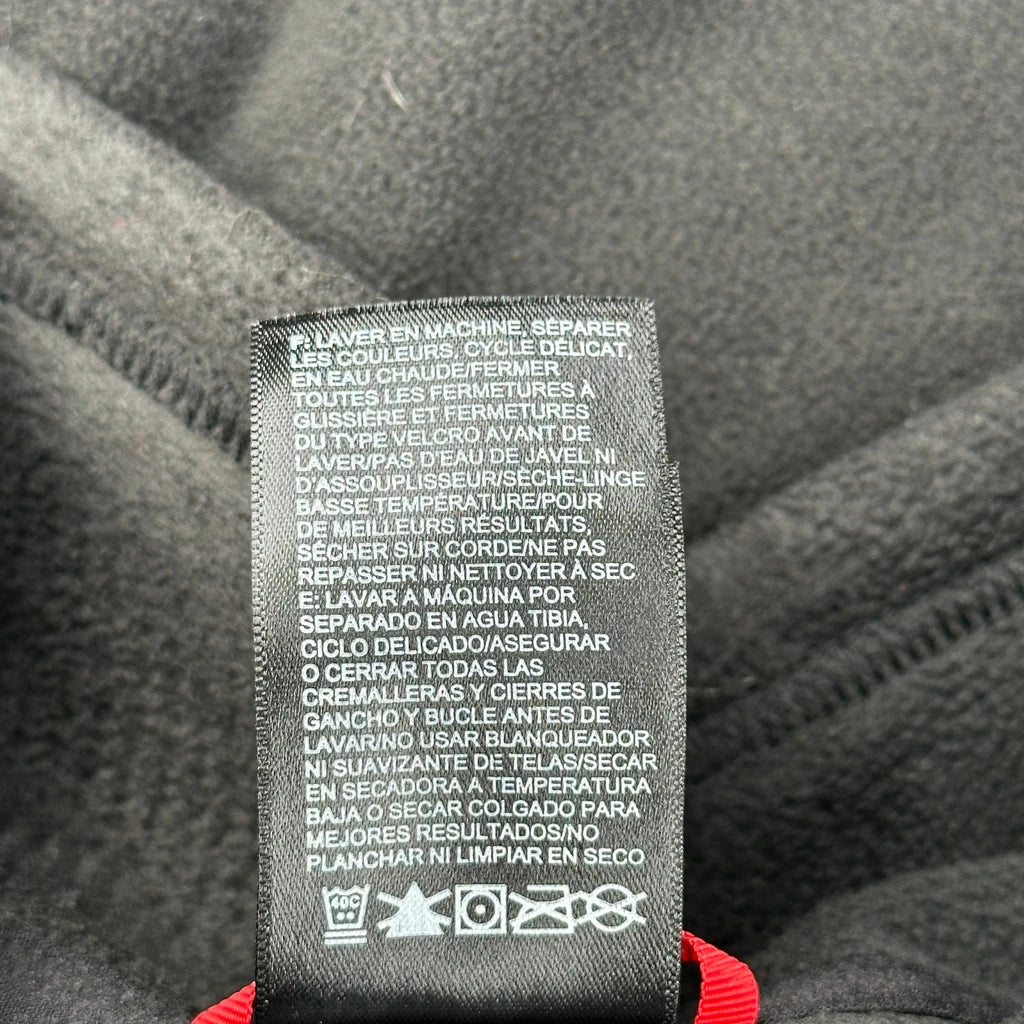 F: LAVER EN MACHINE, SÉPARER
LES COULEURS, CYCLE DÉLICAT,
EN EAU CHAUDE/FERMER
TOUTES LES FERMETURES À
GLISSIÈRE ET FERMETURES
DU TYPE VELCRO AVANT DE
LAVER/PAS D'EAU DE JAVEL NI
D'ASSOUPLISSEUR/SÈCHE-LINGE
BASSE TEMPÉRATURE/POUR
DE MEILLEURS RÉSULTATS,
SÉCHER SUR CORDE/NE PAS
REPASSER NI NETTOYER À SEC
E: LAVAR A MÁQUINA POR
SEPARADO EN AGUA TIBIA,
CICLO DELICADO/ASEGURAR
O CERRAR TODAS LAS
CREMALLERAS Y CIERRES DE
GANCHO Y BUCLE ANTES DE
LAVAR/NO USAR BLANQUEADOR
NI SUAVIZANTE DE TELAS/SECAR
EN SECADORA A TEMPERATURA
BAJA O SECAR COLGADO PARA
MEJORES RESULTADOS/NO
PLANCHAR NI LIMPIAR EN SECO
40C